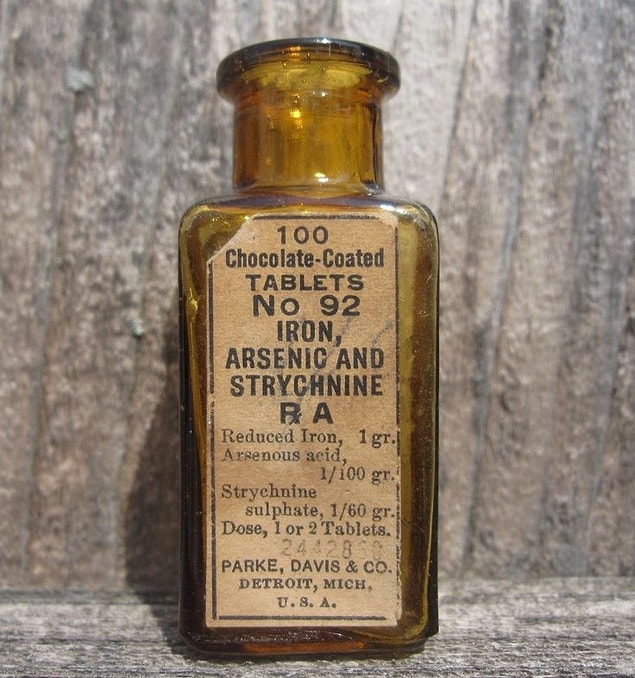 100
Chocolate-Coated
TABLETS
No 92
IRON,
ARSENIC AND
STRYCHNINE
R A
Reduced Iron, 1 gr.
Arsenous acid,
1/100 gr.
Strychnine
sulphate, 1/60 gr.
Dose, 1 or 2 Tablets.
PARKE, DAVIS & CO.
DETROIT, MICH.
U. S. A.